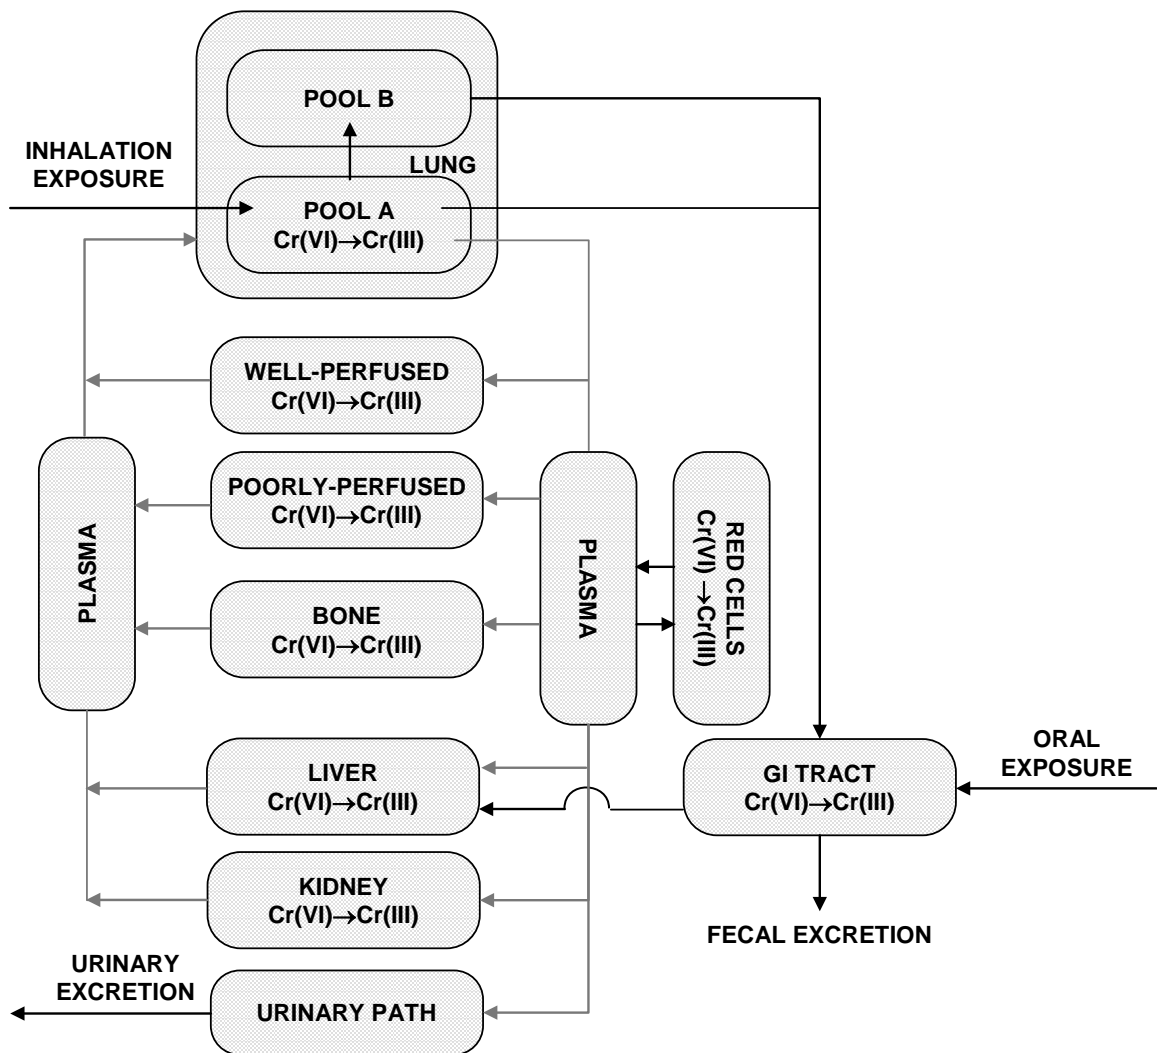 POOL B
INHALATION
EXPOSURE
LUNG
POOL A
Cr(VI)→Cr(III)
WELL-PERFUSED
Cr(VI)→Cr(III)
POORLY-PERFUSED
Cr(VI)→Cr(III)
PLASMA
PLASMA
RED CELLS
Cr(VI)→Cr(III)
BONE
Cr(VI)→Cr(III)
LIVER
Cr(VI)→Cr(III)
GI TRACT
Cr(VI)→Cr(III)
ORAL
EXPOSURE
KIDNEY
Cr(VI)→Cr(III)
FECAL EXCRETION
URINARY
EXCRETION
URINARY PATH